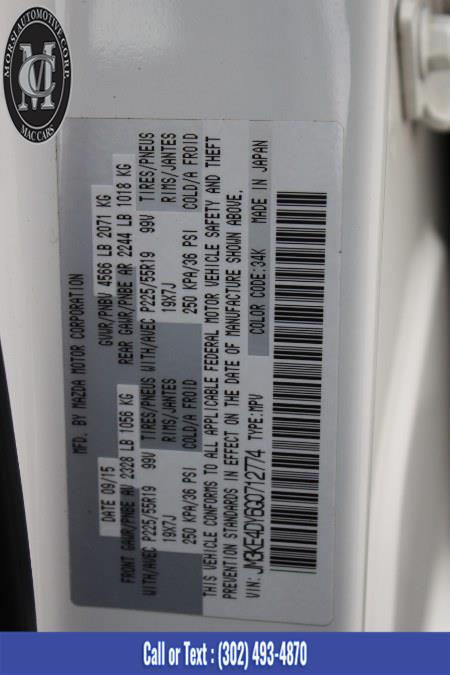 MORSI AUTOMOTIVE CORP.
MC
MAC CARS
MFD. BY MAZDA MOTOR CORPORATION
DATE 09/15 GVWR/PNBV 4566 LB 2071 KG
FRONT GAWR/PNBE AV 2328 LB 1056 KG REAR GAWR/PNBE AR 2244 LB 1018 KG
WITH/AVEC P225/55R19 99V TIRES/PNEUS WITH/AVEC P225/55R19 99V TIRES/PNEUS
19X7J RIMS/JANTES 19X7J RIMS/JANTES
250 KPA/36 PSI COLD/A FROID 250 KPA/36 PSI COLD/A FROID
THIS VEHICLE CONFORMS TO ALL APPLICABLE FEDERAL MOTOR VEHICLE SAFETY AND THEFT
PREVENTION STANDARDS IN EFFECT ON THE DATE OF MANUFACTURE SHOWN ABOVE.
VIN: JM3KE4DY6G0712774 TYPE:MPV COLOR CODE:34K MADE IN JAPAN
Call or Text : (302) 493-4870